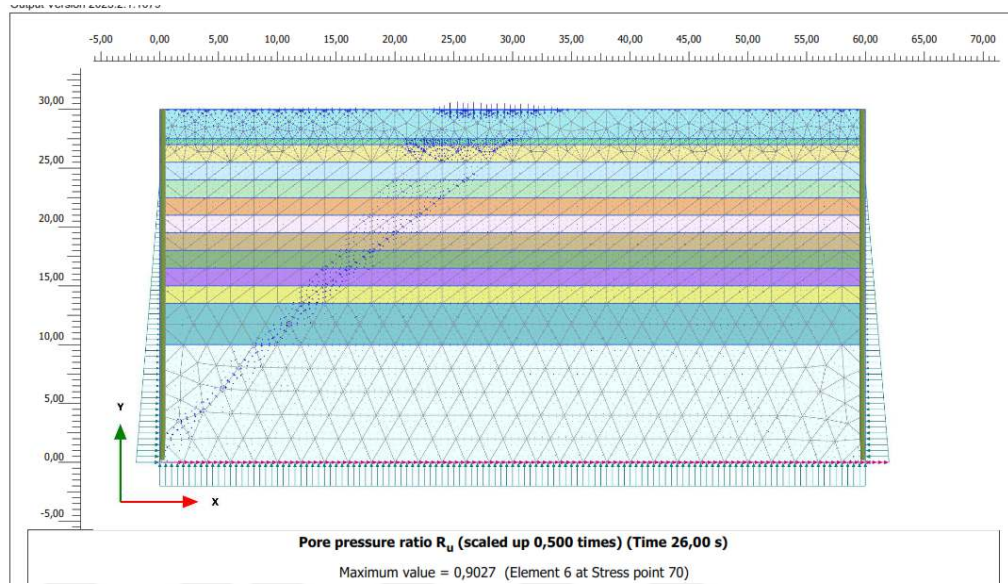 -5,00 0,00 5,00 10,00 15,00 20,00 25,00 30,00 35,00 40,00 45,00 50,00 55,00 60,00 65,00 70,00
30,00
25,00
20,00
15,00
10,00
5,00
0,00
-5,00
Y
X
Pore pressure ratio Ru (scaled up 0,500 times) (Time 26,00 s)
Maximum value = 0,9027 (Element 6 at Stress point 70)